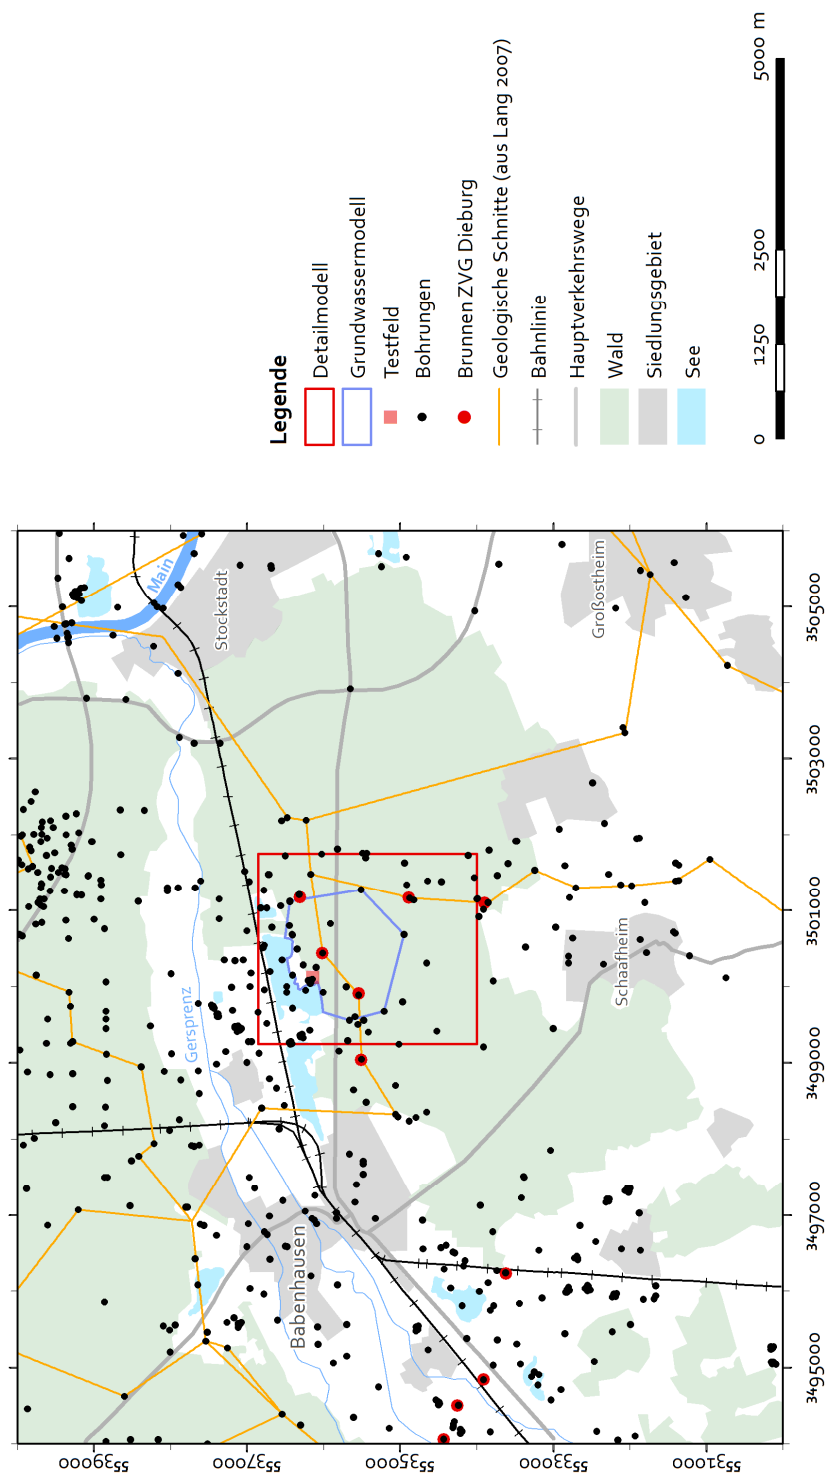 Main
Stockstadt
Gersprenz
Babenhausen
Großostheim
Schaafheim
5539000
5537000
5535000
5533000
5531000
3495000
3497000
3499000
3501000
3503000
3505000
Legende
Detailmodell
Grundwassermodell
Testfeld
Bohrungen
Brunnen ZVG Dieburg
Geologische Schnitte (aus Lang 2007)
Bahnlinie
Hauptverkehrswege
Wald
Siedlungsgebiet
See
0 1250 2500 5000 m